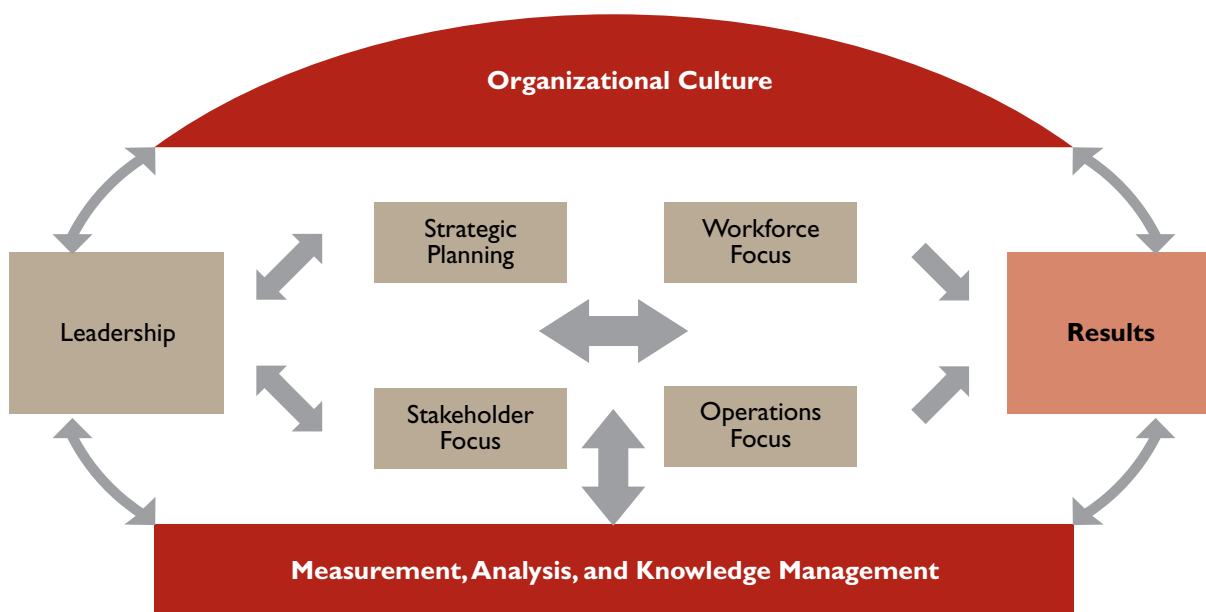 Organizational Culture
Strategic
Planning
Workforce
Focus
Leadership
Results
Stakeholder
Focus
Operations
Focus
Measurement, Analysis, and Knowledge Management